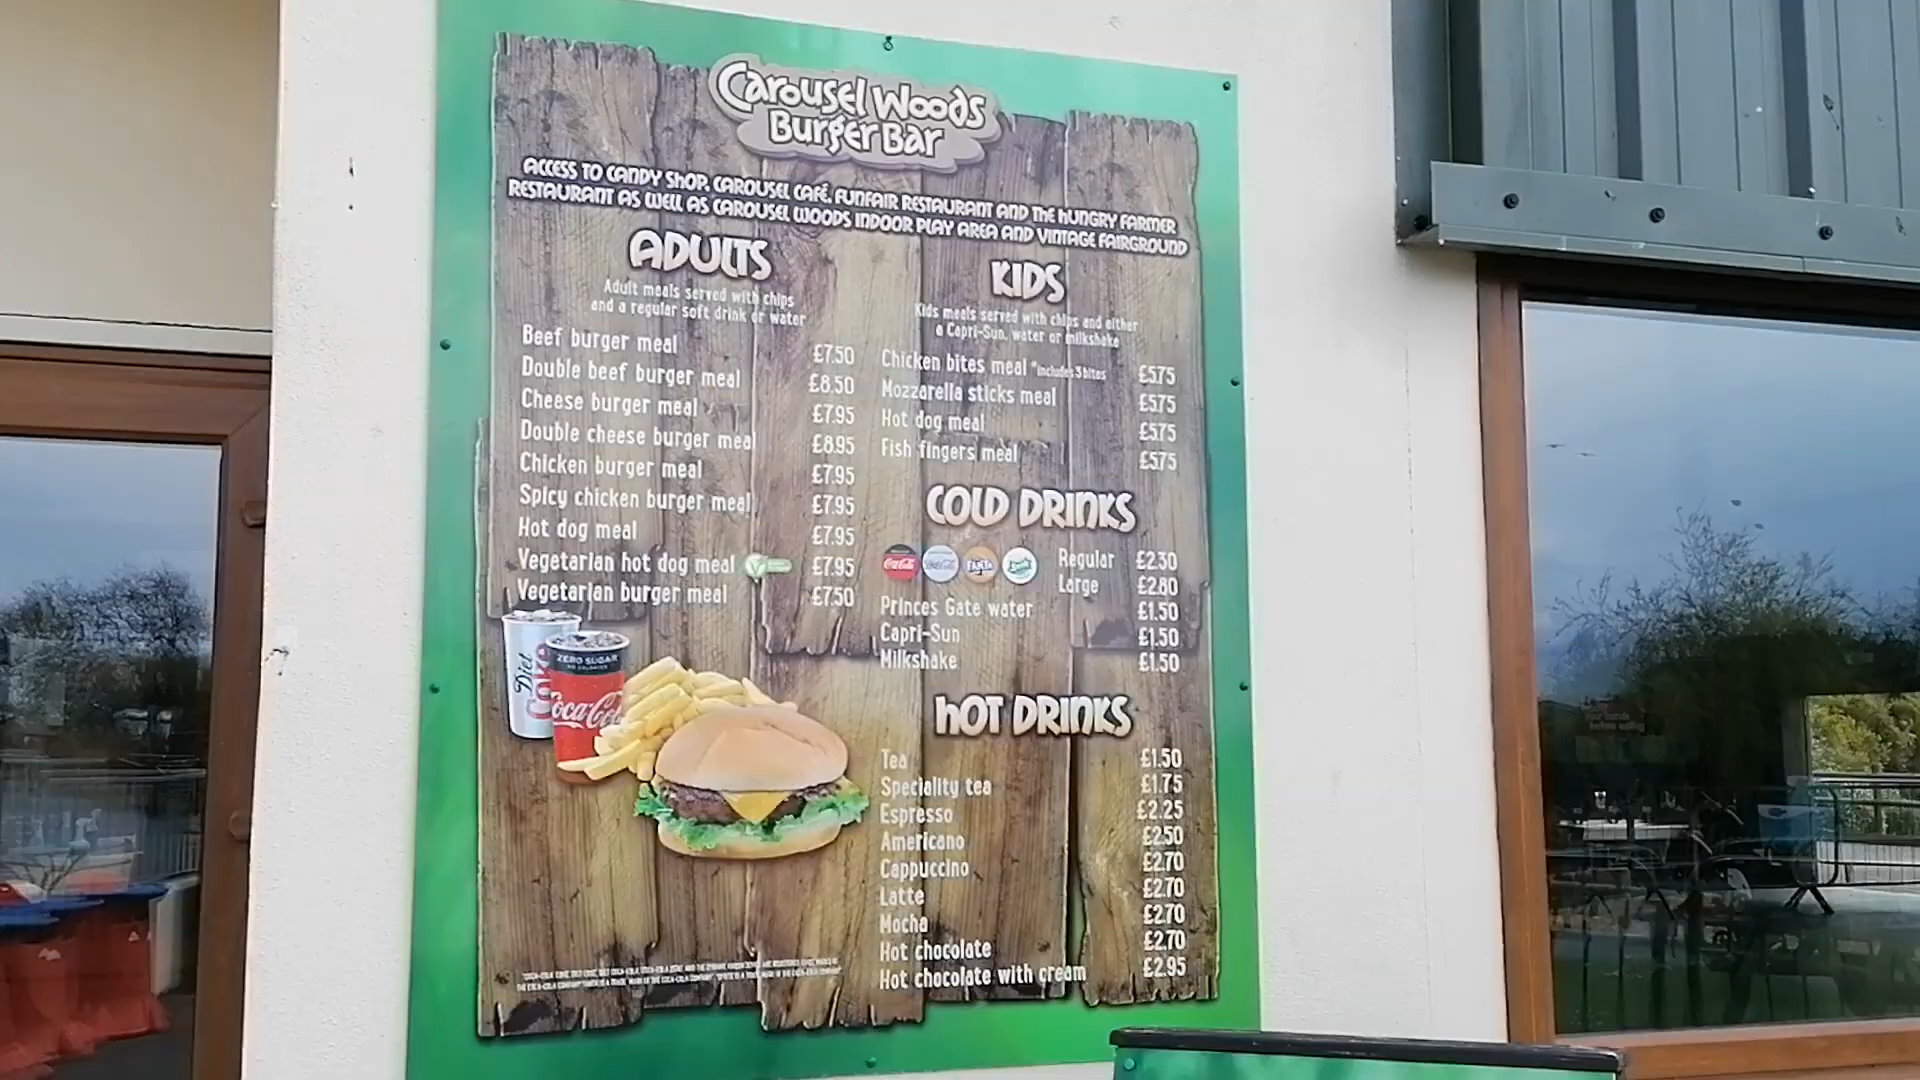 Carousel Woods
Burger Bar
ACCESS TO CANDY SHOP, CAROUSEL CAFÉ, FUNFAIR RESTAURANT AND THE HUNGRY FARMER
RESTAURANT AS WELL AS CAROUSEL WOODS INDOOR PLAY AREA AND VINTAGE FAIRGROUND
ADULTS
Adult meals served with chips
and a regular soft drink or water
Beef burger meal £7.50
Double beef burger meal £8.50
Cheese burger meal £7.95
Double cheese burger meal £8.95
Chicken burger meal £7.95
Spicy chicken burger meal £7.95
Hot dog meal £7.95
Vegetarian hot dog meal £7.95
Vegetarian burger meal £7.50
Diet Coke
ZERO SUGAR
Coca-Cola
KIDS
Kids meals served with chips and either
a Capri-Sun, water or milkshake
Chicken bites meal *includes 3 bites £5.75
Mozzarella sticks meal £5.75
Hot dog meal £5.75
Fish fingers meal £5.75
COLD DRINKS
Coca-Cola FANTA Regular £2.30
Large £2.80
Princes Gate water £1.50
Capri-Sun £1.50
Milkshake £1.50
HOT DRINKS
Tea £1.50
Speciality tea £1.75
Espresso £2.25
Americano £2.50
Cappuccino £2.70
Latte £2.70
Mocha £2.70
Hot chocolate £2.70
Hot chocolate with cream £2.95